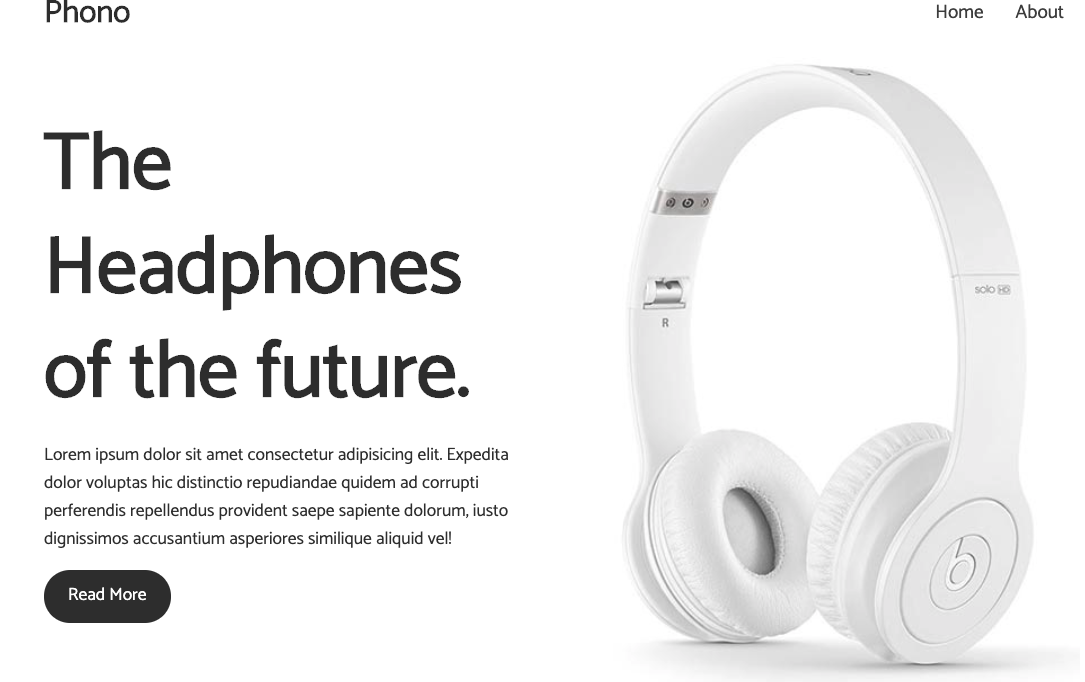 Phono
Home About
The
Headphones
of the future.
Lorem ipsum dolor sit amet consectetur adipisicing elit. Expedita
dolor voluptas hic distinctio repudiandae quidem ad corrupti
perferendis repellendus provident saepe sapiente dolorum, iusto
dignissimos accusantium asperiores similique aliquid vel!
Read More
solo HD
R
b